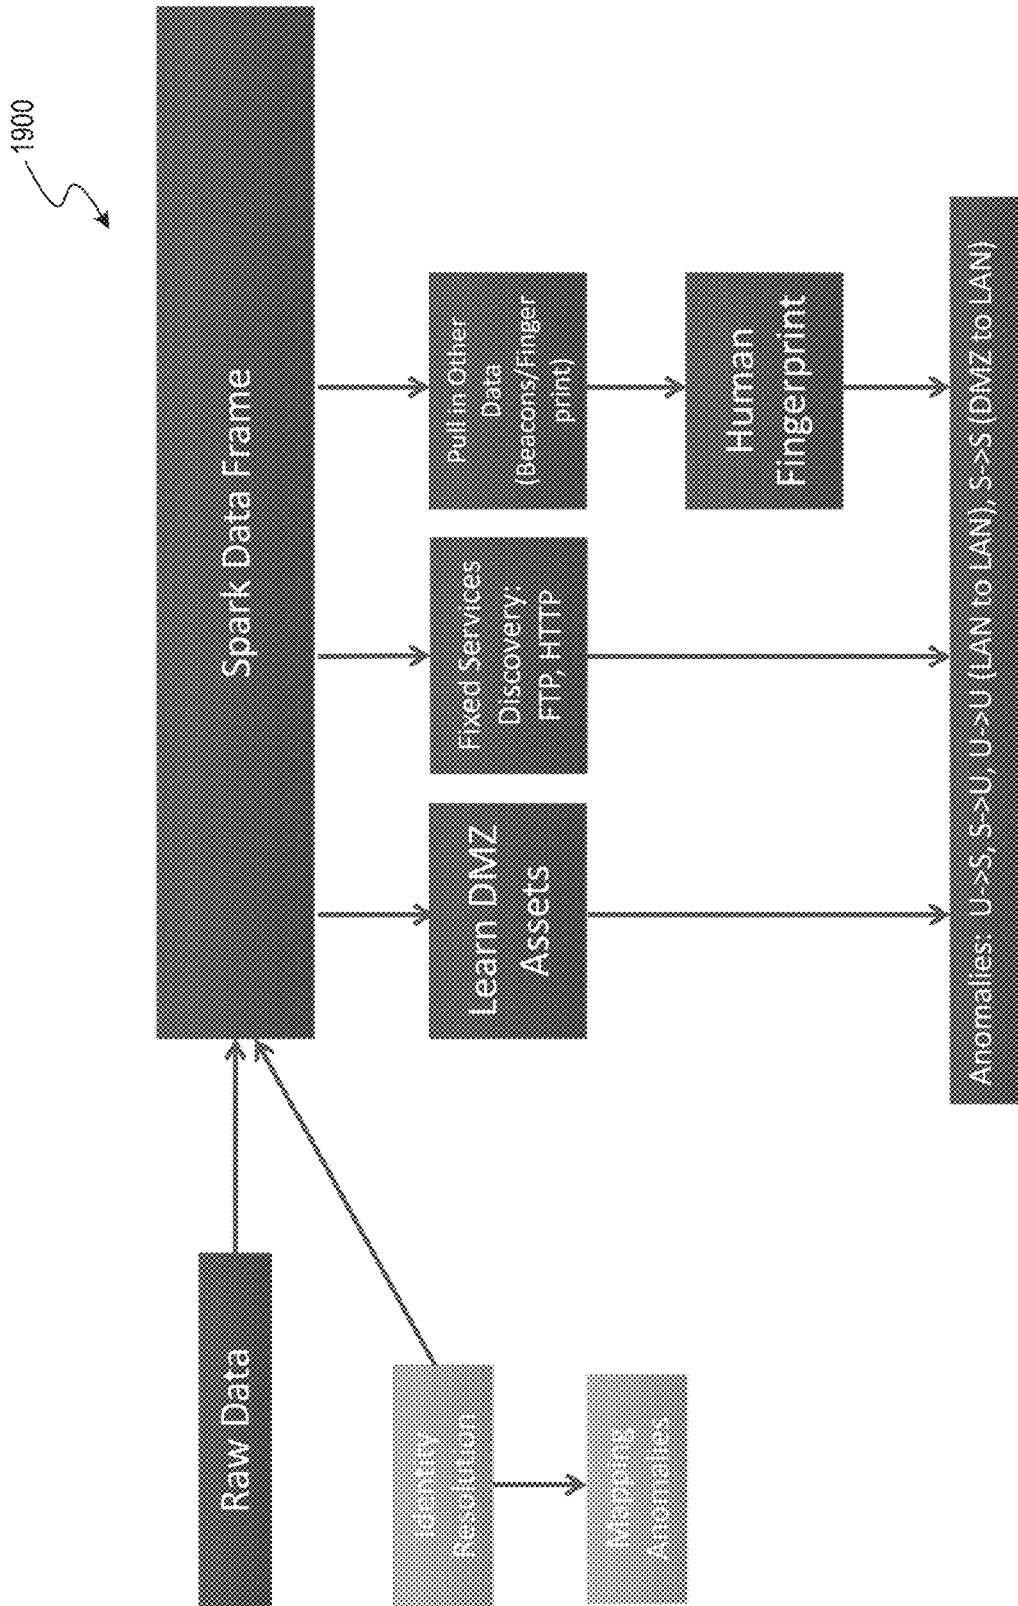 1900
Raw Data
Spark Data Frame
Identity
Resolution
Mapping
Anomalies
Learn DMZ
Assets
Fixed Services
Discovery:
FTP, HTTP
Pull in Other
Data
(Beacons/Finger
print)
Human
Fingerprint
Anomalies: U->S, S->U, U->U (LAN to LAN), S->S (DMZ to LAN)